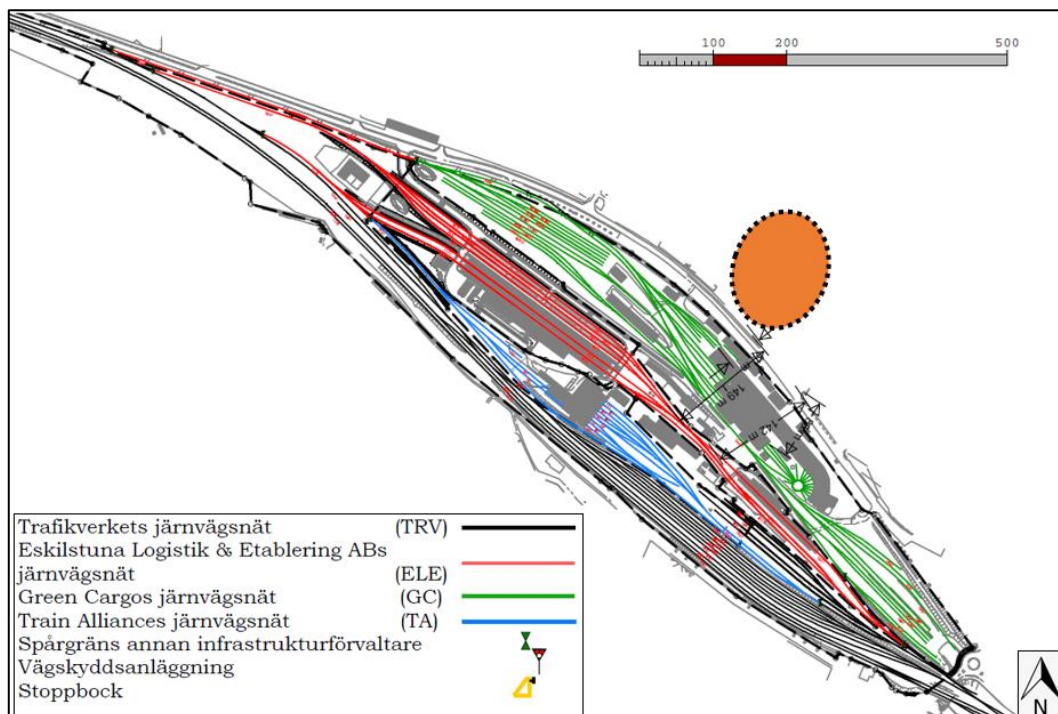 100 200 500
149 m
142 m
Trafikverkets järnvägsnät (TRV)
Eskilstuna Logistik & Etablering ABs
järnvägsnät (ELE)
Green Cargos järnvägsnät (GC)
Train Alliances järnvägsnät (TA)
Spårgräns annan infrastrukturförvaltare
Vägskyddsanläggning
Stoppbock
N